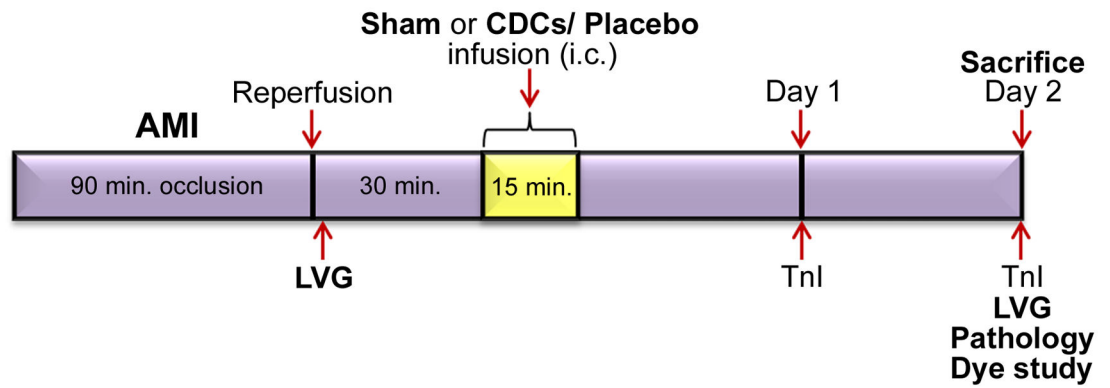 Sham or CDCs/ Placebo
infusion (i.c.)
Sacrifice
Reperfusion
Day 1
Day 2
AMI
90 min. occlusion
30 min.
15 min.
LVG
TnI
TnI
LVG
Pathology
Dye study